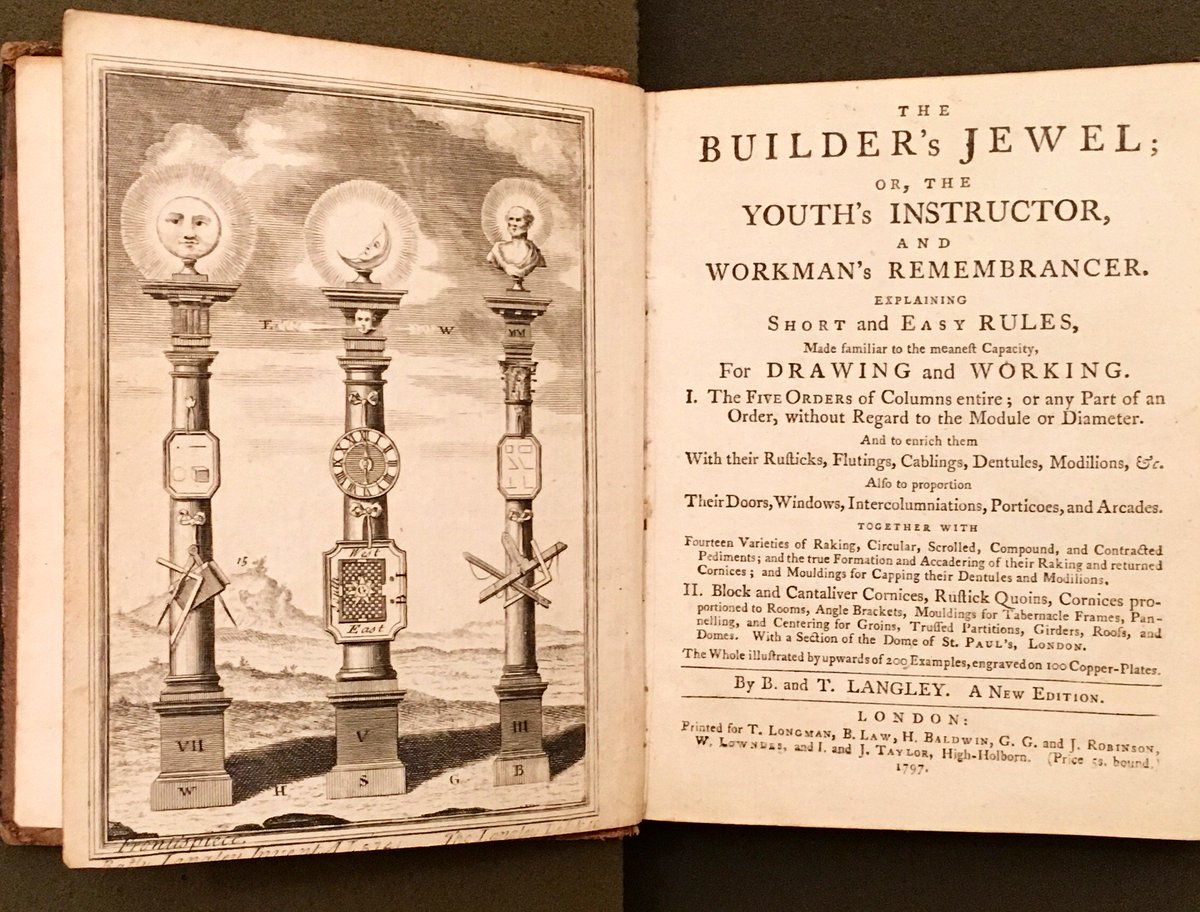 E
W
MM
XII
West
East
15
VII
V
III
W
H
S
G
B
Frontispiece.
THE
BUILDER's JEWEL;
OR, THE
YOUTH's INSTRUCTOR,
AND
WORKMAN's REMEMBRANCER.
EXPLAINING
SHORT and EASY RULES,
Made familiar to the meaneſt Capacity,
For DRAWING and WORKING.
I. The FIVE ORDERS of Columns entire; or any Part of an
Order, without Regard to the Module or Diameter.
And to enrich them
With their Ruſticks, Flutings, Cablings, Dentules, Modilions, &c.
Alſo to proportion
Their Doors, Windows, Intercolumniations, Porticoes, and Arcades.
TOGETHER WITH
Fourteen Varieties of Raking, Circular, Scrolled, Compound, and Contracted
Pediments; and the true Formation and Accadering of their Raking and returned
Cornices; and Mouldings for Capping their Dentules and Modilions.
II. Block and Cantaliver Cornices, Ruſtick Quoins, Cornices pro-
portioned to Rooms, Angle Brackets, Mouldings for Tabernacle Frames, Pan-
nelling, and Centering for Groins, Truſſed Partitions, Girders, Roofs, and
Domes. With a Section of the Dome of St. PAUL's, LONDON.
The Whole illuſtrated by upwards of 200 Examples, engraved on 100 Copper-Plates.
By B. and T. LANGLEY. A NEW EDITION.
LONDON:
Printed for T. LONGMAN, B. LAW, H. BALDWIN, G. G. and J. ROBINSON,
W. LOWNDES, and I. and J. TAYLOR, High-Holborn. (Price 5s. bound.)
1797.